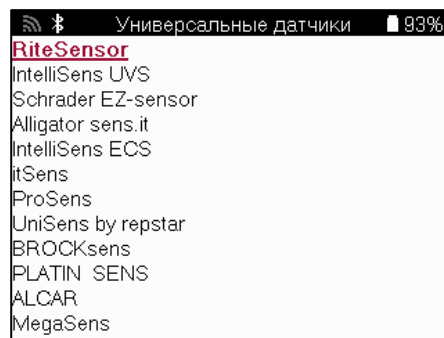 Универсальные датчики 93%
RiteSensor
IntelliSens UVS
Schrader EZ-sensor
Alligator sens.it
IntelliSens ECS
itSens
ProSens
UniSens by repstar
BROCKsens
PLATIN SENS
ALCAR
MegaSens